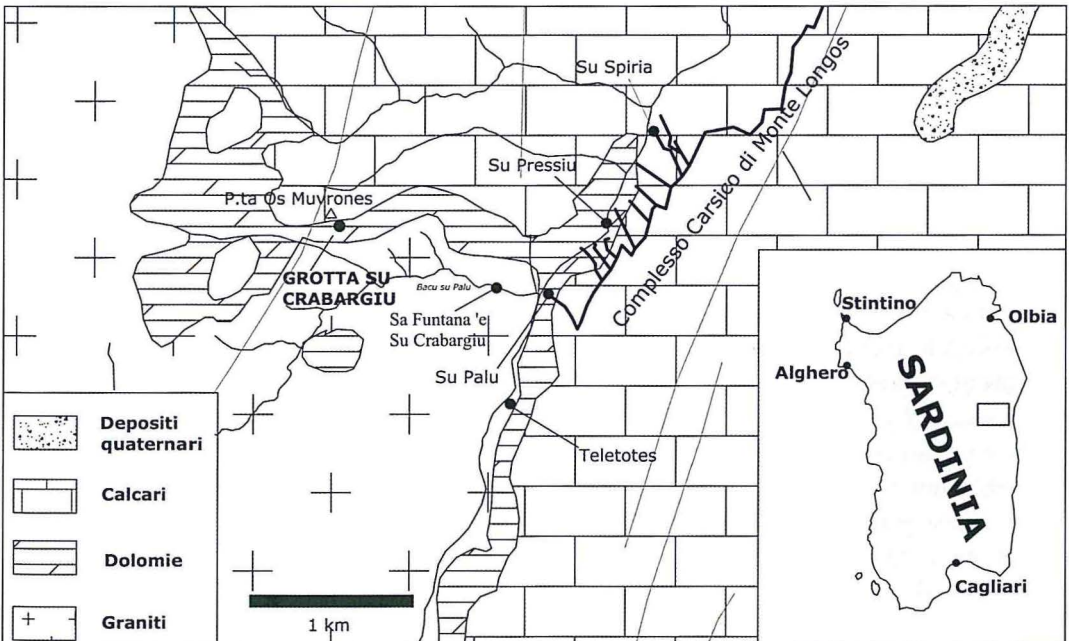 Su Spiria
Complesso Carsico di Monte Longos
Su Pressiu
P.ta Os Muvrones
GROTTA SU
CRABARGIU
Bacu su Palu
Sa Funtana 'e
Su Crabargiu
Su Palu
Teletotes
Depositi
quaternari
Calcari
Dolomie
Graniti
1 km
Stintino
Olbia
Alghero
SARDINIA
Cagliari